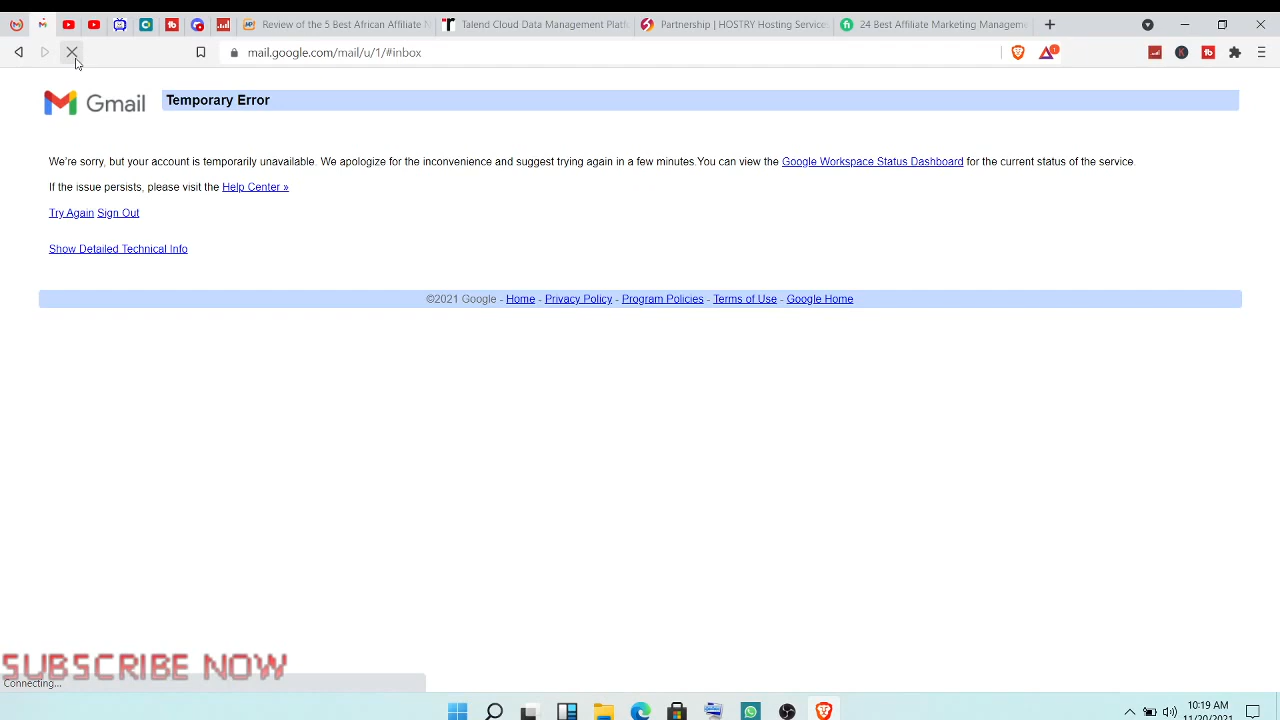 Review of the 5 Best African Affiliate N
Talend Cloud Data Management Platf
Partnership | HOSTRY Hosting Services
24 Best Affiliate Marketing Manageme
mail.google.com/mail/u/1/#inbox
Gmail
Temporary Error
We're sorry, but your account is temporarily unavailable. We apologize for the inconvenience and suggest trying again in a few minutes.You can view the Google Workspace Status Dashboard for the current status of the service.
If the issue persists, please visit the Help Center »
Try Again Sign Out
Show Detailed Technical Info
©2021 Google - Home - Privacy Policy - Program Policies - Terms of Use - Google Home
SUBSCRIBE NOW
Connecting...
10:19 AM
11/20/2021